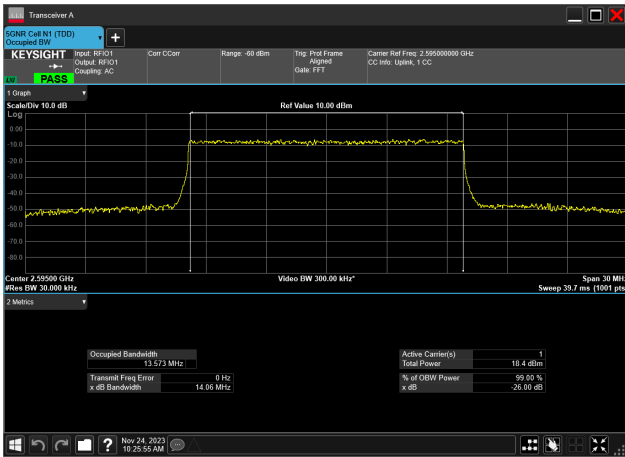 Transceiver A
5GNR Cell N1 (TDD)
Occupied BW
KEYSIGHT
Input: RFIO1
Output: RFIO1
Coupling: AC
Corr CCorr
Range: -60 dBm
Trig: Prot Frame
Aligned
Gate: FFT
Carrier Ref Freq: 2.595000000 GHz
CC Info: Uplink, 1 CC
PASS
1 Graph
Scale/Div 10.0 dB
Ref Value 10.00 dBm
Log
0.00
-10.0
-20.0
-30.0
-40.0
-50.0
-60.0
-70.0
-80.0
Center 2.59500 GHz
#Res BW 30.000 kHz
Video BW 300.00 kHz*
Span 30 MHz
Sweep 39.7 ms (1001 pts
2 Metrics
Occupied Bandwidth
13.573 MHz
Transmit Freq Error 0 Hz
x dB Bandwidth 14.06 MHz
Active Carrier(s) 1
Total Power 18.4 dBm
% of OBW Power 99.00 %
x dB -26.00 dB
Nov 24, 2023
10:25:55 AM